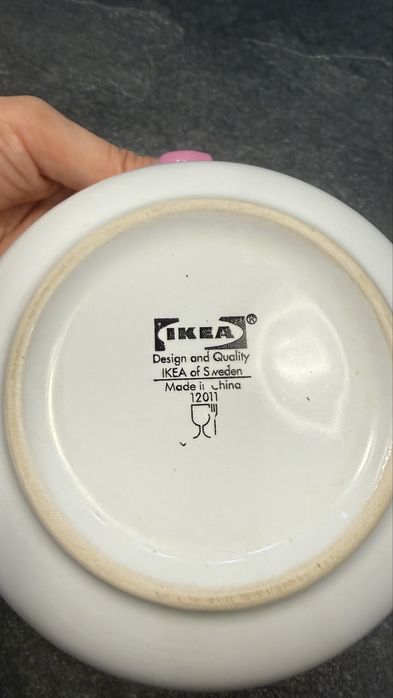 IKEA®
Design and Quality
IKEA of Sweden
Made in China
12011